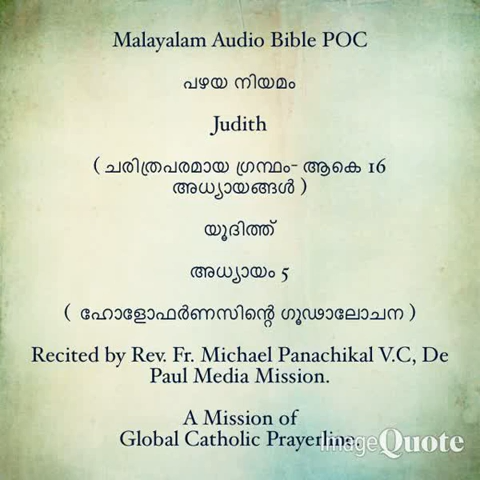 Malayalam Audio Bible POC
പഴയ നിയമം
Judith
( ചരിത്രപരമായ ഗ്രന്ഥം- ആകെ 16
അധ്യായങ്ങൾ )
യൂദിത്ത്
അധ്യായം 5
( ഹോളോഫർണസിന്റെ ഗൂഢാലോചന )
Recited by Rev. Fr. Michael Panachikal V.C, De
Paul Media Mission.
A Mission of
Global Catholic Prayerline.
imageQuote